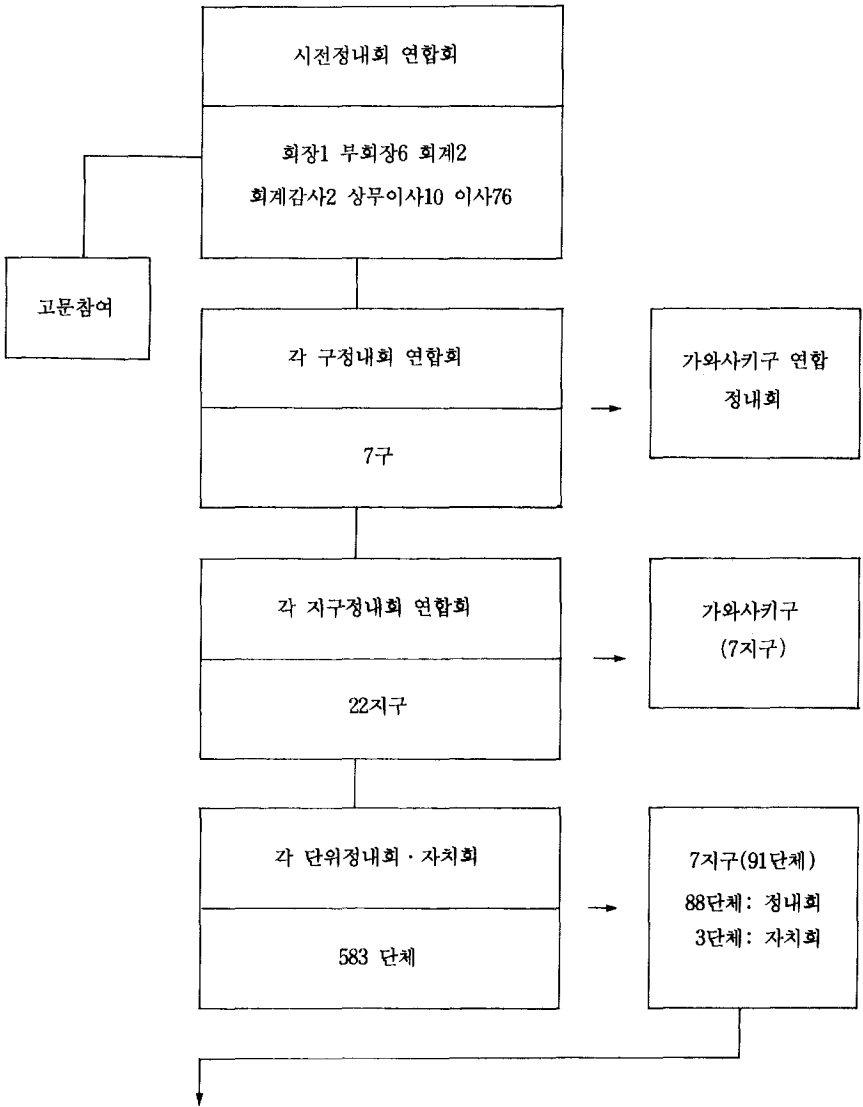 시전정내회 연합회
회장1 부회장6 회계2
회계감사2 상무이사10 이사76
고문참여
각 구정내회 연합회
7구
가와사키구 연합
정내회
각 지구정내회 연합회
22지구
가와사키구
(7지구)
각 단위정내회·자치회
583 단체
7지구(91단체)
88단체: 정내회
3단체: 자치회